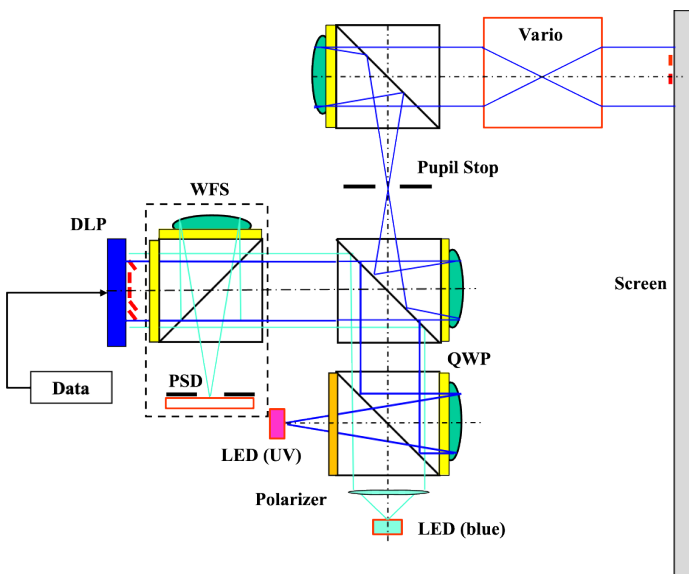 Vario
Pupil Stop
WFS
DLP
Screen
QWP
PSD
Data
LED (UV)
Polarizer
LED (blue)